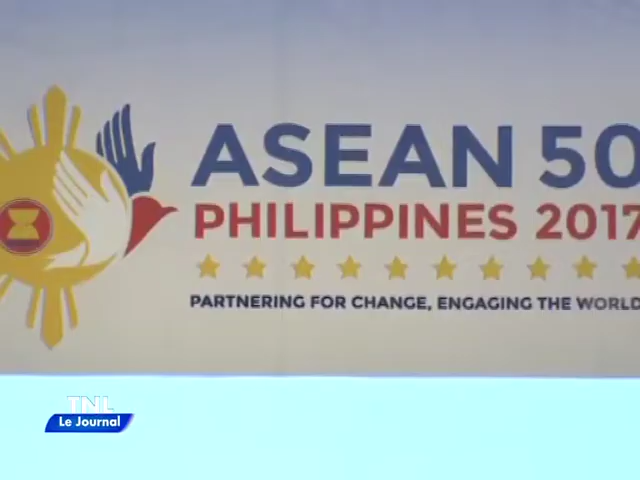 ASEAN 50
PHILIPPINES 2017
PARTNERING FOR CHANGE, ENGAGING THE WORLD
TNL
Le Journal